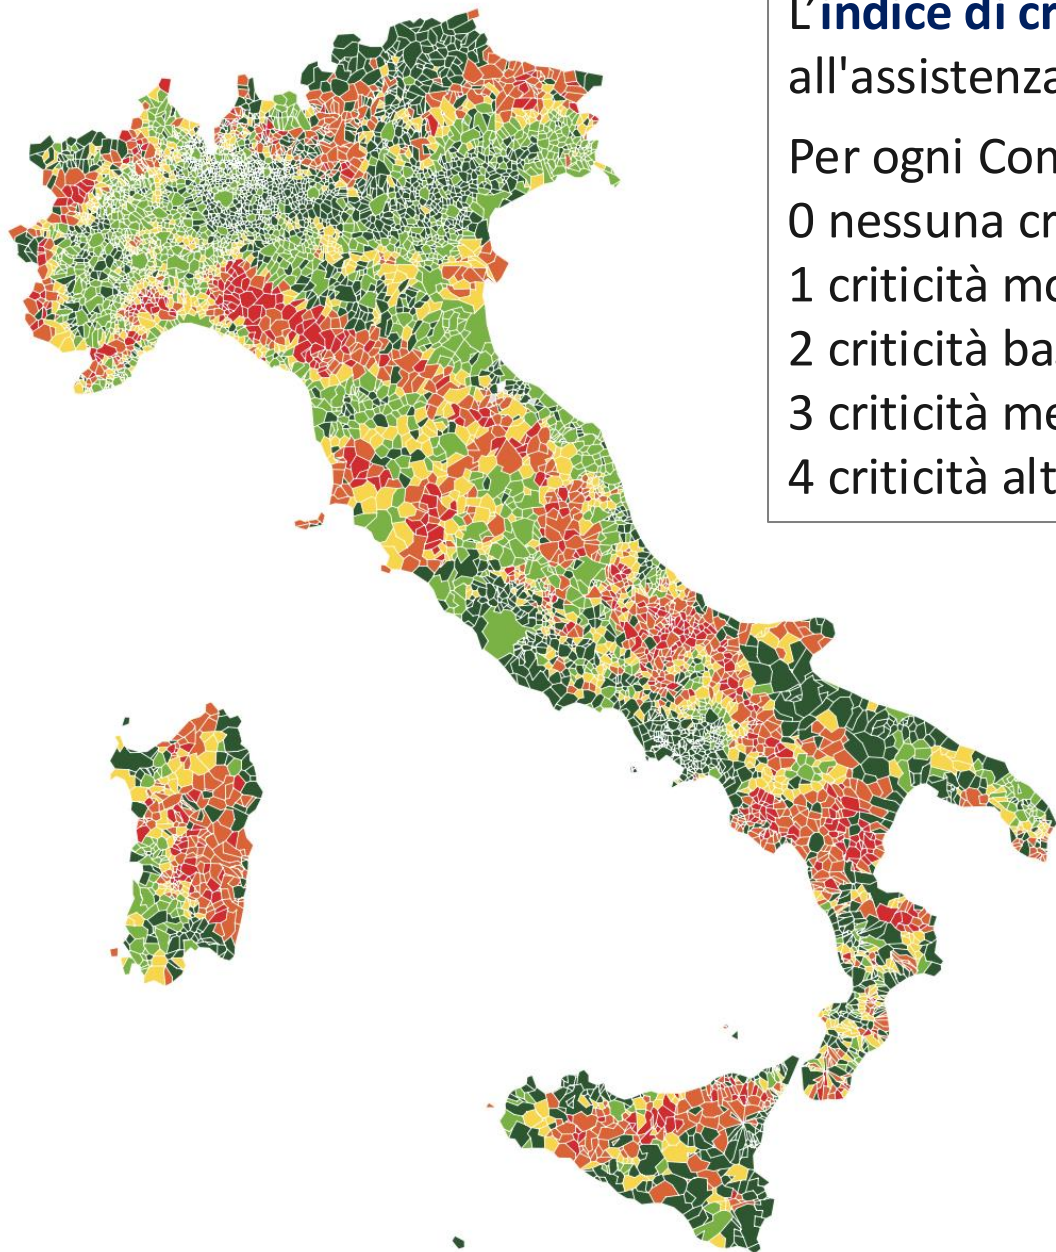 L'indice di cr
all'assistenza
Per ogni Com
0 nessuna cr
1 criticità mo
2 criticità ba
3 criticità me
4 criticità alt